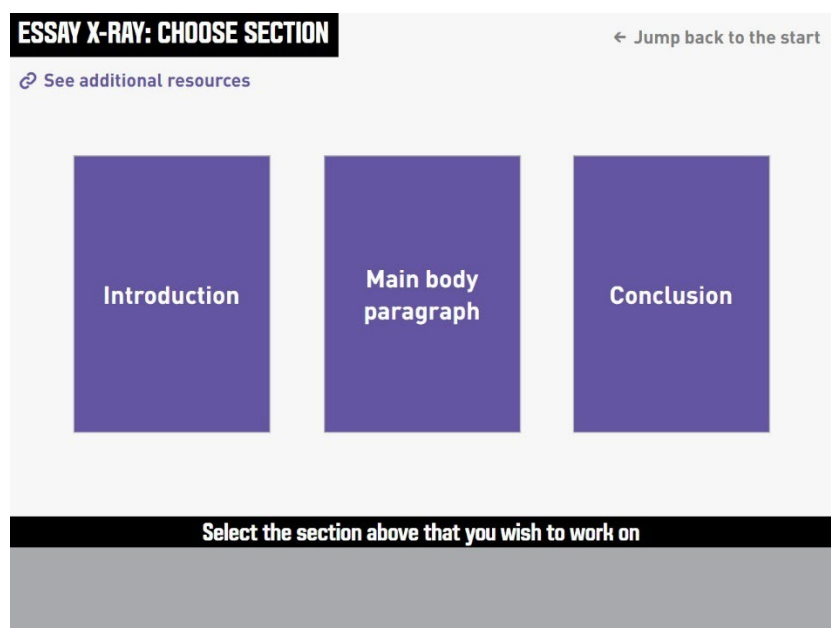 ESSAY X-RAY: CHOOSE SECTION
← Jump back to the start
See additional resources
Introduction
Main body
paragraph
Conclusion
Select the section above that you wish to work on